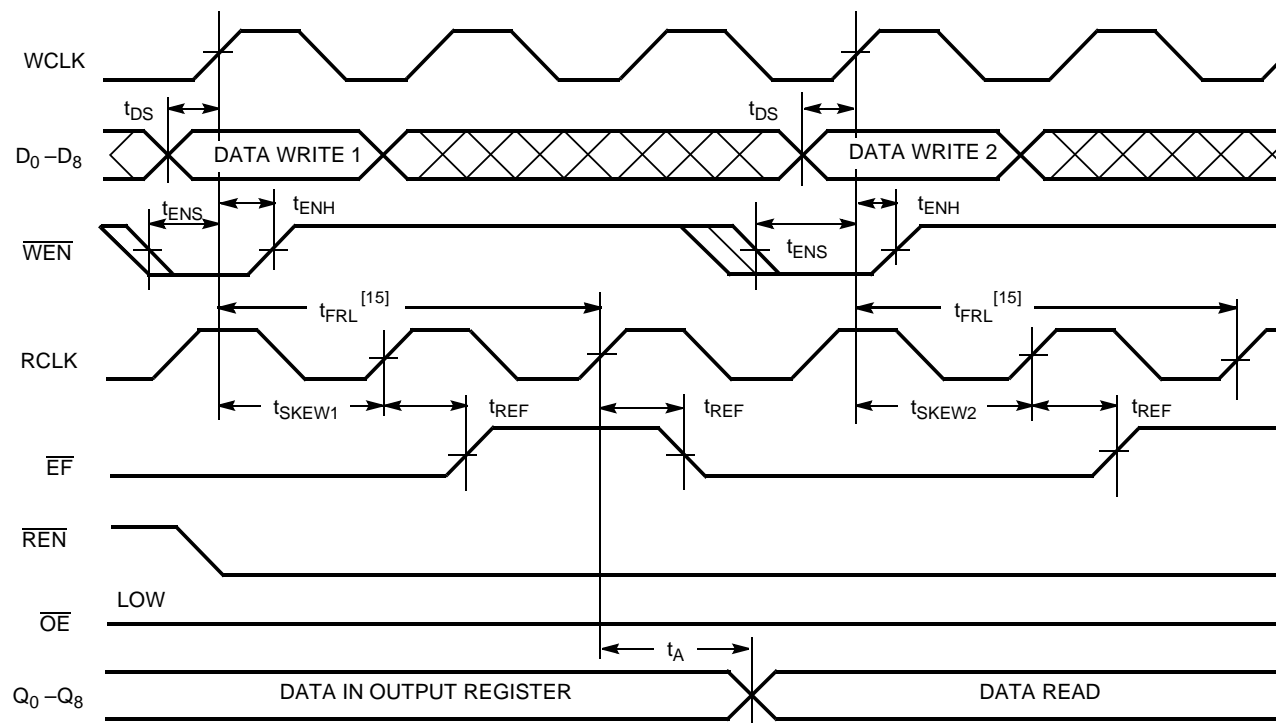 WCLK
tDS
tDS
D0 –D8
DATA WRITE 1
DATA WRITE 2
tENS
tENH
tENH
WEN
tENS
tFRL [15]
tFRL [15]
RCLK
tSKEW1
tREF
tREF
tSKEW2
tREF
EF
REN
LOW
OE
tA
Q0 –Q8
DATA IN OUTPUT REGISTER
DATA READ